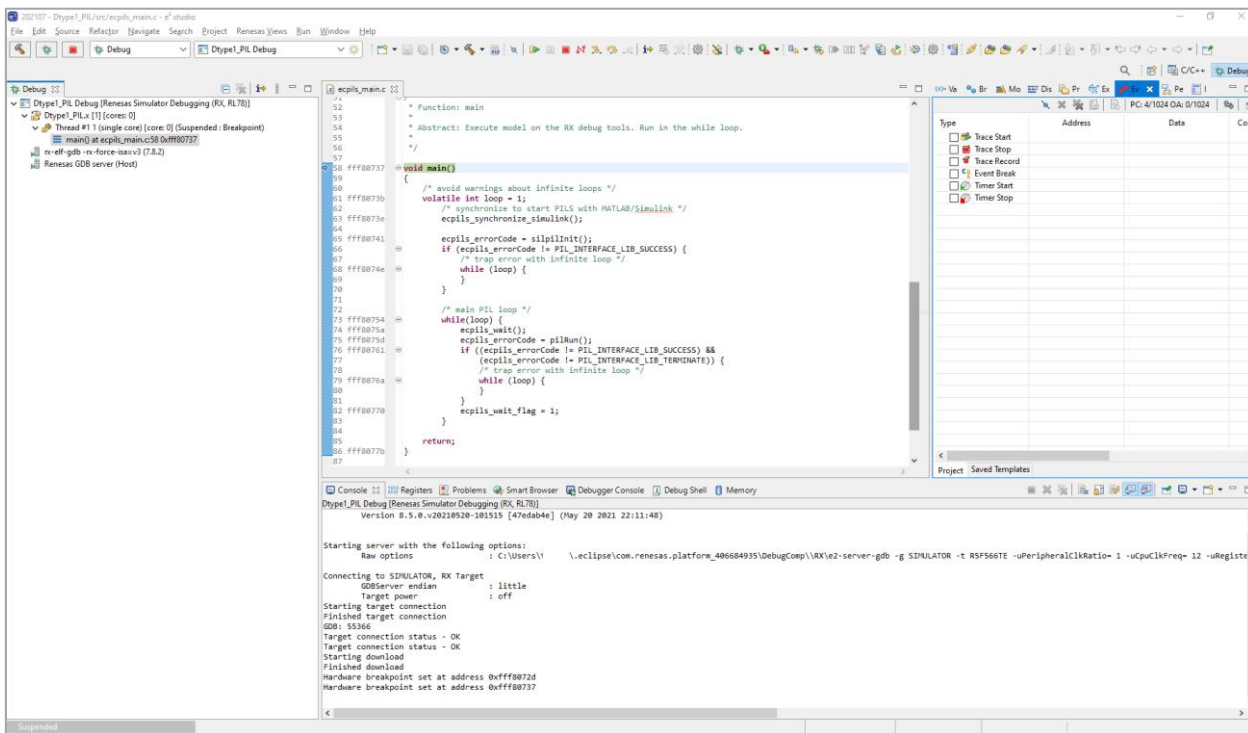 202107 - Dtype1_PIL/src/ecpils_main.c - e² studio
File Edit Source Refactor Navigate Search Project Renesas Views Run Window Help
Debug
Dtype1_PIL Debug
C/C++
Debug
Debug
Dtype1_PIL Debug [Renesas Simulator Debugging (RX, RL78)]
Dtype1_PIL.x [1] [cores: 0]
Thread #1 1 (single core) [core: 0] (Suspended : Breakpoint)
main() at ecpils_main.c:58 0xfff80737
rx-elf-gdb -rx-force-isa=v3 (7.8.2)
Renesas GDB server (Host)
ecpils_main.c
52 * Function: main
53 *
54 * Abstract: Execute model on the RX debug tools. Run in the while loop.
55 *
56 */
57
58 fff80737 void main()
59 {
60 /* avoid warnings about infinite loops */
61 fff8073b volatile int loop = 1;
62 /* synchronize to start PILS with MATLAB/Simulink */
63 fff8073e ecpils_synchronize_simulink();
64
65 fff80741 ecpils_errorCode = silpilInit();
66 if (ecpils_errorCode != PIL_INTERFACE_LIB_SUCCESS) {
67 /* trap error with infinite loop */
68 fff8074e while (loop) {
69 }
70 }
71
72 /* main PIL loop */
73 fff80754 while(loop) {
74 fff8075a ecpils_wait();
75 fff8075d ecpils_errorCode = pilRun();
76 fff80761 if ((ecpils_errorCode != PIL_INTERFACE_LIB_SUCCESS) &&
77 (ecpils_errorCode != PIL_INTERFACE_LIB_TERMINATE)) {
78 /* trap error with infinite loop */
79 fff8076a while (loop) {
80 }
81 }
82 fff80770 ecpils_wait_flag = 1;
83 }
84
85 return;
86 fff8077b }
87
Va Br Mo Dis Pr Ex Ev Pe
PC: 4/1024 OA: 0/1024
Type Address Data Co
Trace Start
Trace Stop
Trace Record
Event Break
Timer Start
Timer Stop
Project Saved Templates
Console Registers Problems Smart Browser Debugger Console Debug Shell Memory
Dtype1_PIL Debug [Renesas Simulator Debugging (RX, RL78)]
Version 8.5.0.v20210520-101515 [47edab4e] (May 20 2021 22:11:48)
Starting server with the following options:
Raw options : C:\Users\t \.eclipse\com.renesas.platform_406684935\DebugComp\\RX\e2-server-gdb -g SIMULATOR -t R5F566TE -uPeripheralClkRatio= 1 -uCpuClkFreq= 12 -uRegiste
Connecting to SIMULATOR, RX Target
GDBServer endian : little
Target power : off
Starting target connection
Finished target connection
GDB: 55366
Target connection status - OK
Target connection status - OK
Starting download
Finished download
Hardware breakpoint set at address 0xfff8072d
Hardware breakpoint set at address 0xfff80737
Suspended